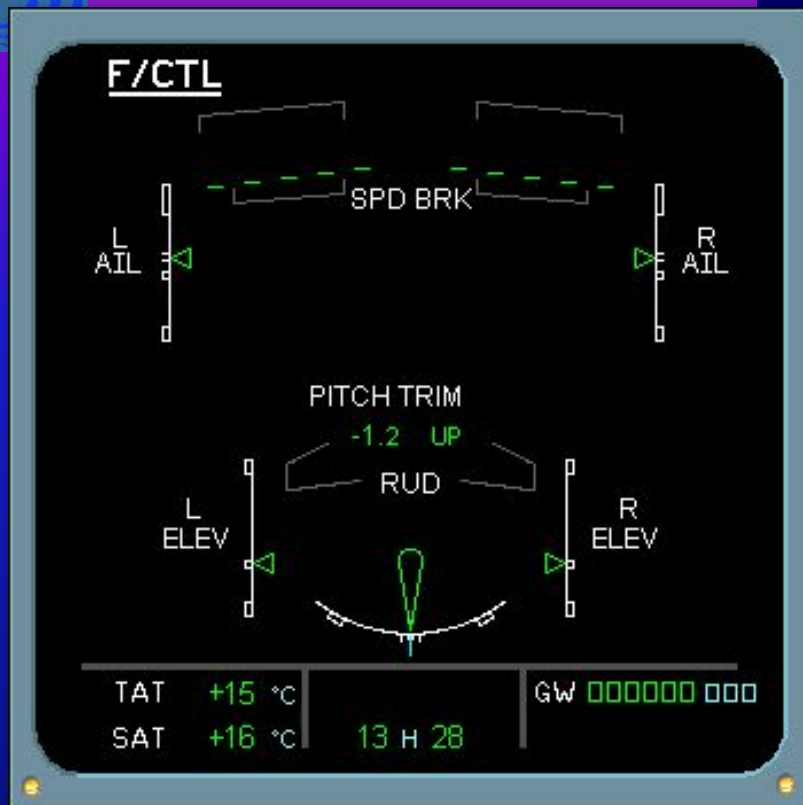 F/CTL
SPD BRK
L R
AIL AIL
PITCH TRIM
-1.2 UP
RUD
L R
ELEV ELEV
TAT +15 °C GW
SAT +16 °C 13 H 28